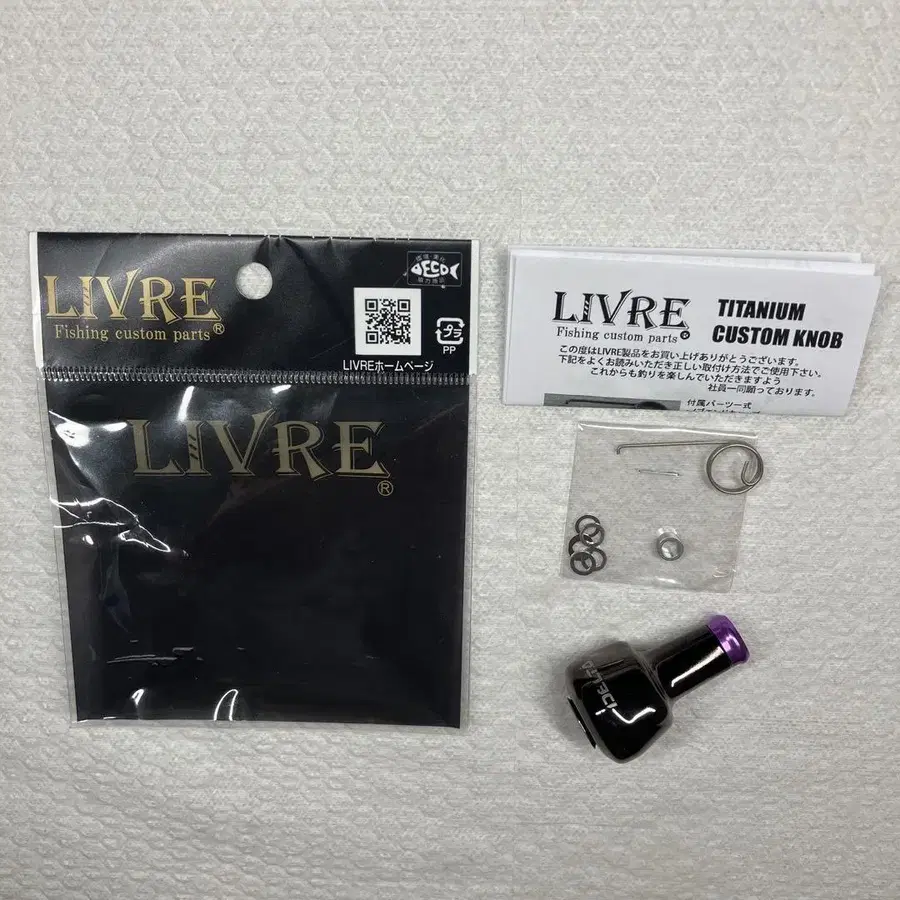 LIVRE
Fishing custom parts®
ECO
プラ
PP
LIVREホームページ
LIVRE
®
LIVRE
Fishing custom parts®
TITANIUM
CUSTOM KNOB
この度はLIVRE製品をお買い上げありがとうございます。
下記をよくお読みいただき正しい取付け方法でご使用下さい。
これからも釣りを楽しんでいただきますよう
社員一同願っております。
付属パーツ一式
DELTA